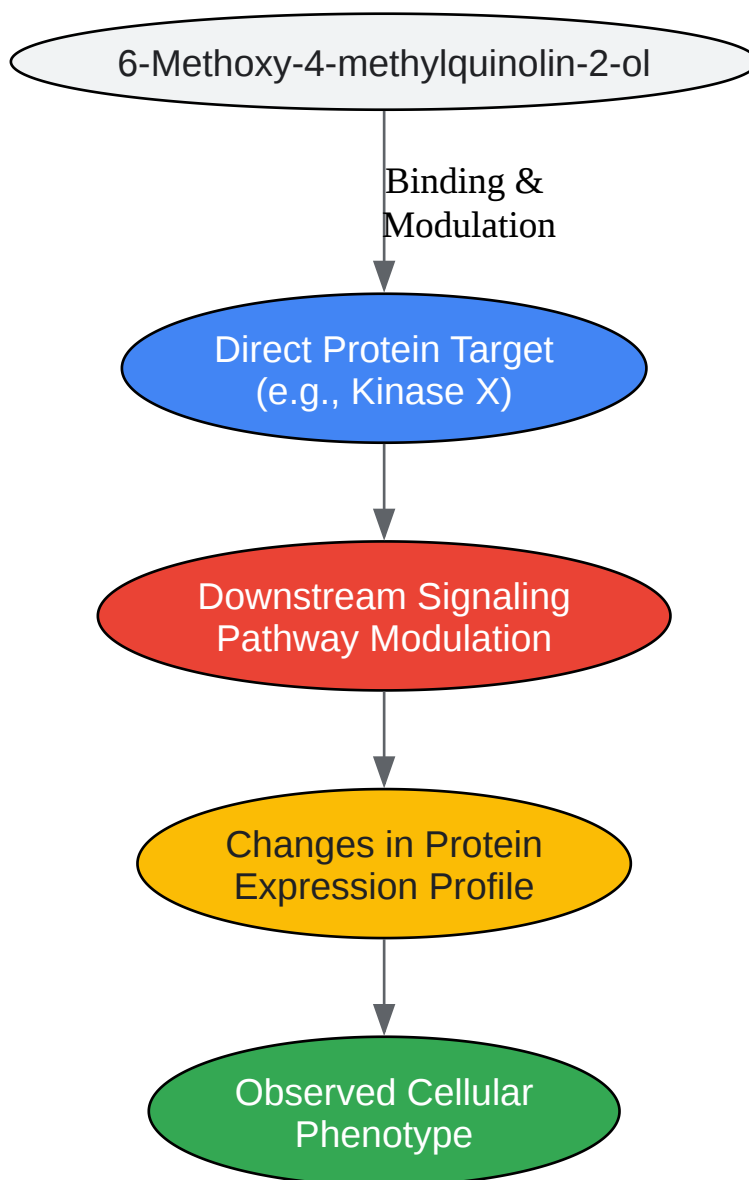 6-Methoxy-4-methylquinolin-2-ol
Binding &
Modulation
Direct Protein Target
(e.g., Kinase X)
Downstream Signaling
Pathway Modulation
Changes in Protein
Expression Profile
Observed Cellular
Phenotype